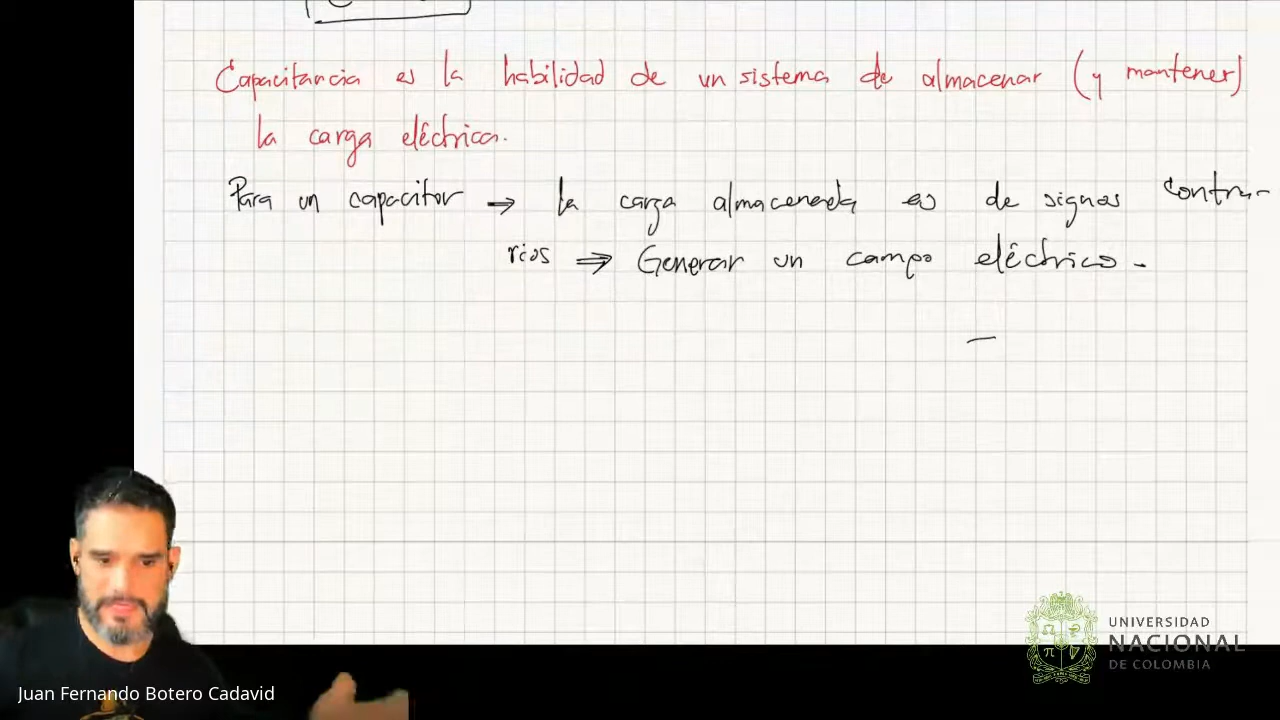 Capacitancia es la habilidad de un sistema de almacenar (y mantener)
la carga eléctrica.
Para un capacitor → la carga almacenada es de signos contra-
rios ⇒ Generar un campo eléctrico.
UNIVERSIDAD
NACIONAL
DE COLOMBIA
Juan Fernando Botero Cadavid